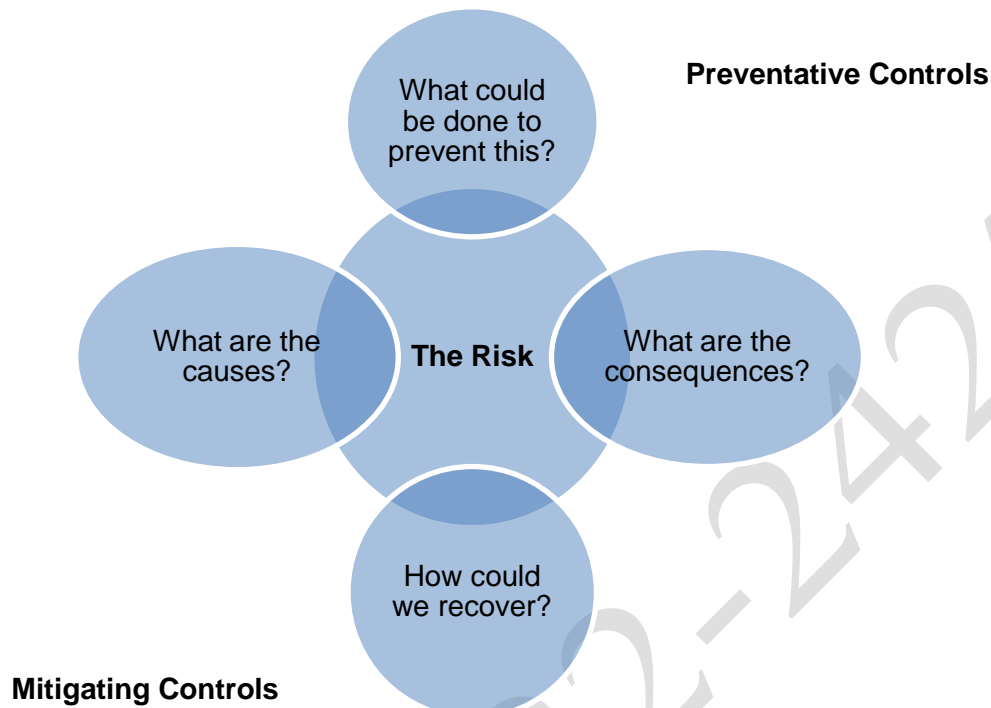 What could
be done to
prevent this?
Preventative Controls
What are the
causes?
The Risk
What are the
consequences?
How could
we recover?
Mitigating Controls